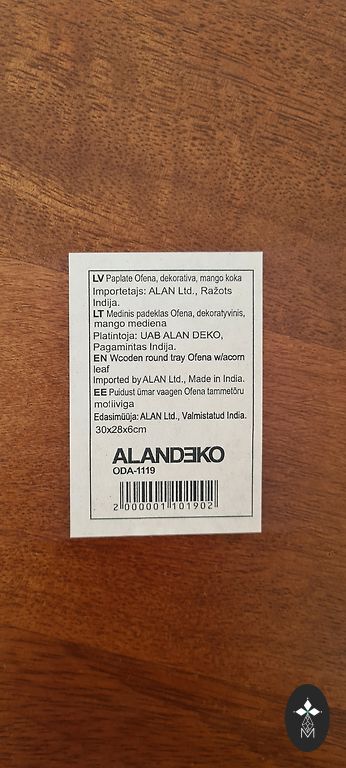 LV Paplate Ofena, dekoratīva, mango koka
Importetajs: ALAN Ltd., Ražots
Indija.
LT Medinis padeklas Ofena, dekoratyvinis,
mango mediena
Platintoja: UAB ALAN DEKO,
Pagamintas Indija.
EN Wooden round tray Ofena w/acorn
leaf
Imported by ALAN Ltd., Made in India.
EE Puidust ümar vaagen Ofena tammetõru
motiiviga
Edasimüüja: ALAN Ltd., Valmistatud India.
30x28x6cm
ALANDEKO
ODA-1119
2 000001 101902
M